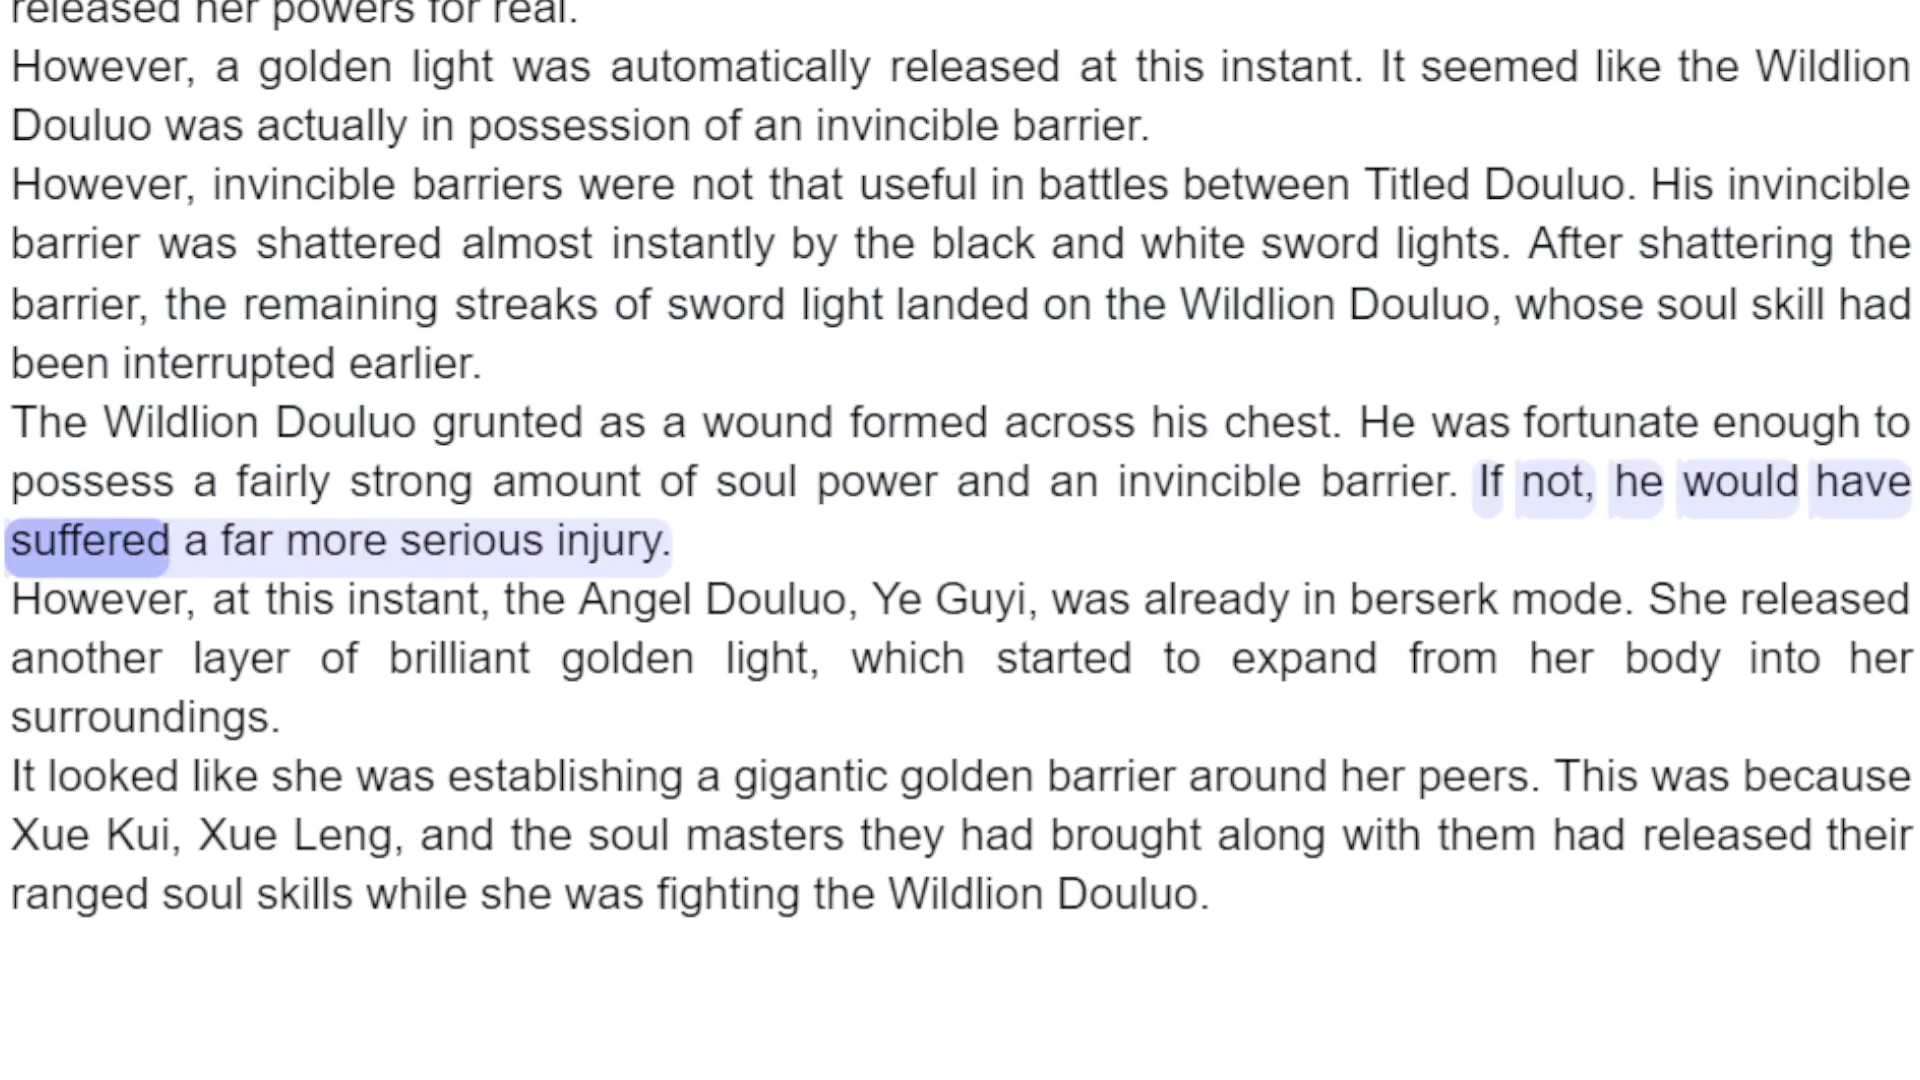 released her powers for real.
However, a golden light was automatically released at this instant. It seemed like the Wildlion
Douluo was actually in possession of an invincible barrier.
However, invincible barriers were not that useful in battles between Titled Douluo. His invincible
barrier was shattered almost instantly by the black and white sword lights. After shattering the
barrier, the remaining streaks of sword light landed on the Wildlion Douluo, whose soul skill had
been interrupted earlier.
The Wildlion Douluo grunted as a wound formed across his chest. He was fortunate enough to
possess a fairly strong amount of soul power and an invincible barrier. If not, he would have
suffered a far more serious injury.
However, at this instant, the Angel Douluo, Ye Guyi, was already in berserk mode. She released
another layer of brilliant golden light, which started to expand from her body into her
surroundings.
It looked like she was establishing a gigantic golden barrier around her peers. This was because
Xue Kui, Xue Leng, and the soul masters they had brought along with them had released their
ranged soul skills while she was fighting the Wildlion Douluo.